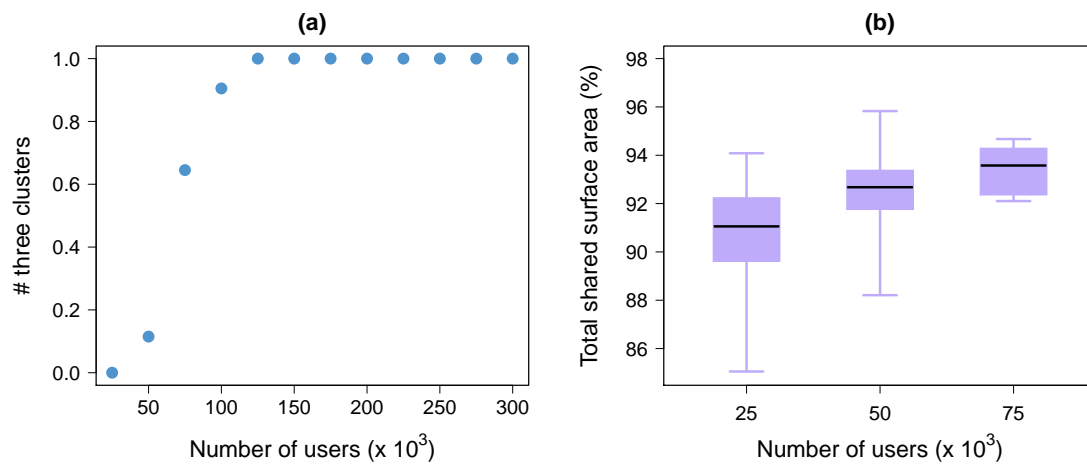 (a)
1.0
0.8
0.6
0.4
0.2
0.0
# three clusters
50 100 150 200 250 300
Number of users (x 10³)
(b)
98
96
94
92
90
88
86
Total shared surface area (%)
25 50 75
Number of users (x 10³)